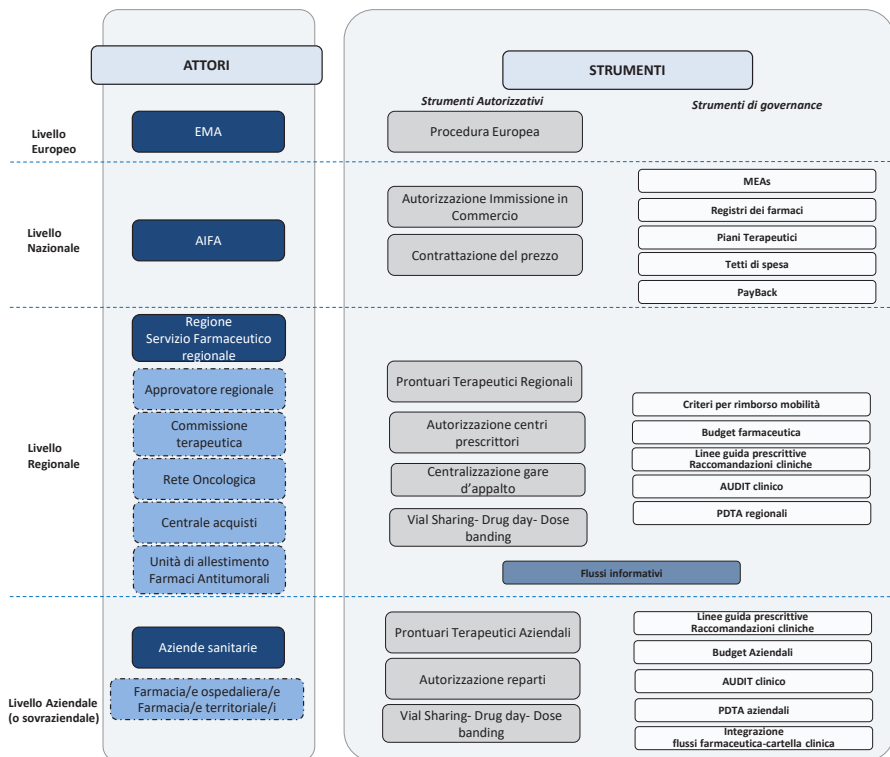 ATTORI
STRUMENTI
Strumenti Autorizzativi
Strumenti di governance
Livello
Europeo
EMA
Procedura Europea
Livello
Nazionale
AIFA
Autorizzazione Immissione in
Commercio
Contrattazione del prezzo
MEAs
Registri dei farmaci
Piani Terapeutici
Tetti di spesa
PayBack
Livello
Regionale
Regione
Servizio Farmaceutico
regionale
Approvatore regionale
Commissione
terapeutica
Rete Oncologica
Centrale acquisti
Unità di allestimento
Farmaci Antitumorali
Prontuari Terapeutici Regionali
Autorizzazione centri
prescrittori
Centralizzazione gare
d'appalto
Vial Sharing- Drug day- Dose
banding
Criteri per rimborso mobilità
Budget farmaceutica
Linee guida prescrittive
Raccomandazioni cliniche
AUDIT clinico
PDTA regionali
Flussi informativi
Livello Aziendale
(o sovraziendale)
Aziende sanitarie
Farmacia/e ospedaliera/e
Farmacia/e territoriale/i
Prontuari Terapeutici Aziendali
Autorizzazione reparti
Vial Sharing- Drug day- Dose
banding
Linee guida prescrittive
Raccomandazioni cliniche
Budget Aziendali
AUDIT clinico
PDTA aziendali
Integrazione
flussi farmaceutica-cartella clinica